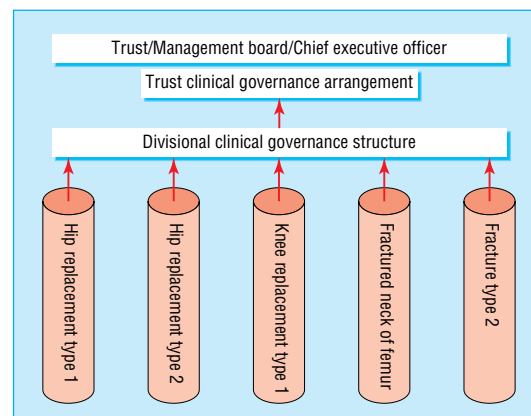 Trust/Management board/Chief executive officer
Trust clinical governance arrangement
Divisional clinical governance structure
Hip replacement type 1
Hip replacement type 2
Knee replacement type 1
Fractured neck of femur
Fracture type 2